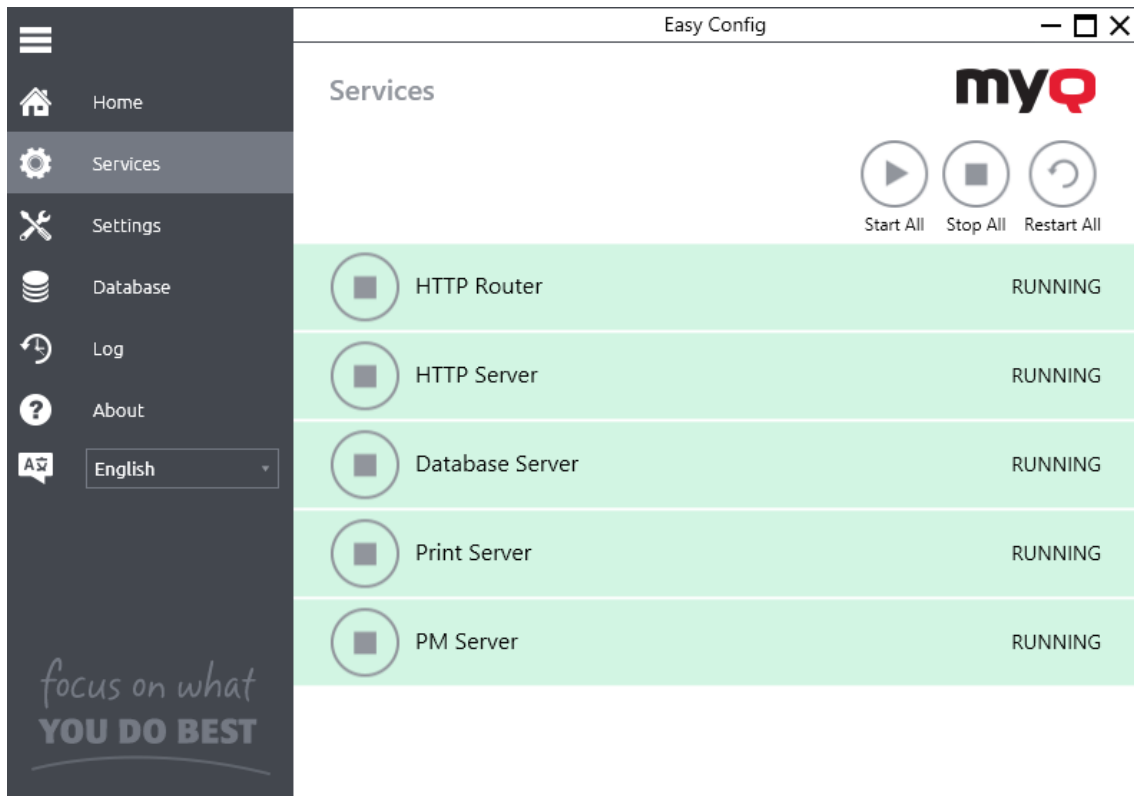 Easy Config
Home
Services
Settings
Database
Log
About
A
English
focus on what
YOU DO BEST
Services
myQ
Start All Stop All Restart All
HTTP Router RUNNING
HTTP Server RUNNING
Database Server RUNNING
Print Server RUNNING
PM Server RUNNING